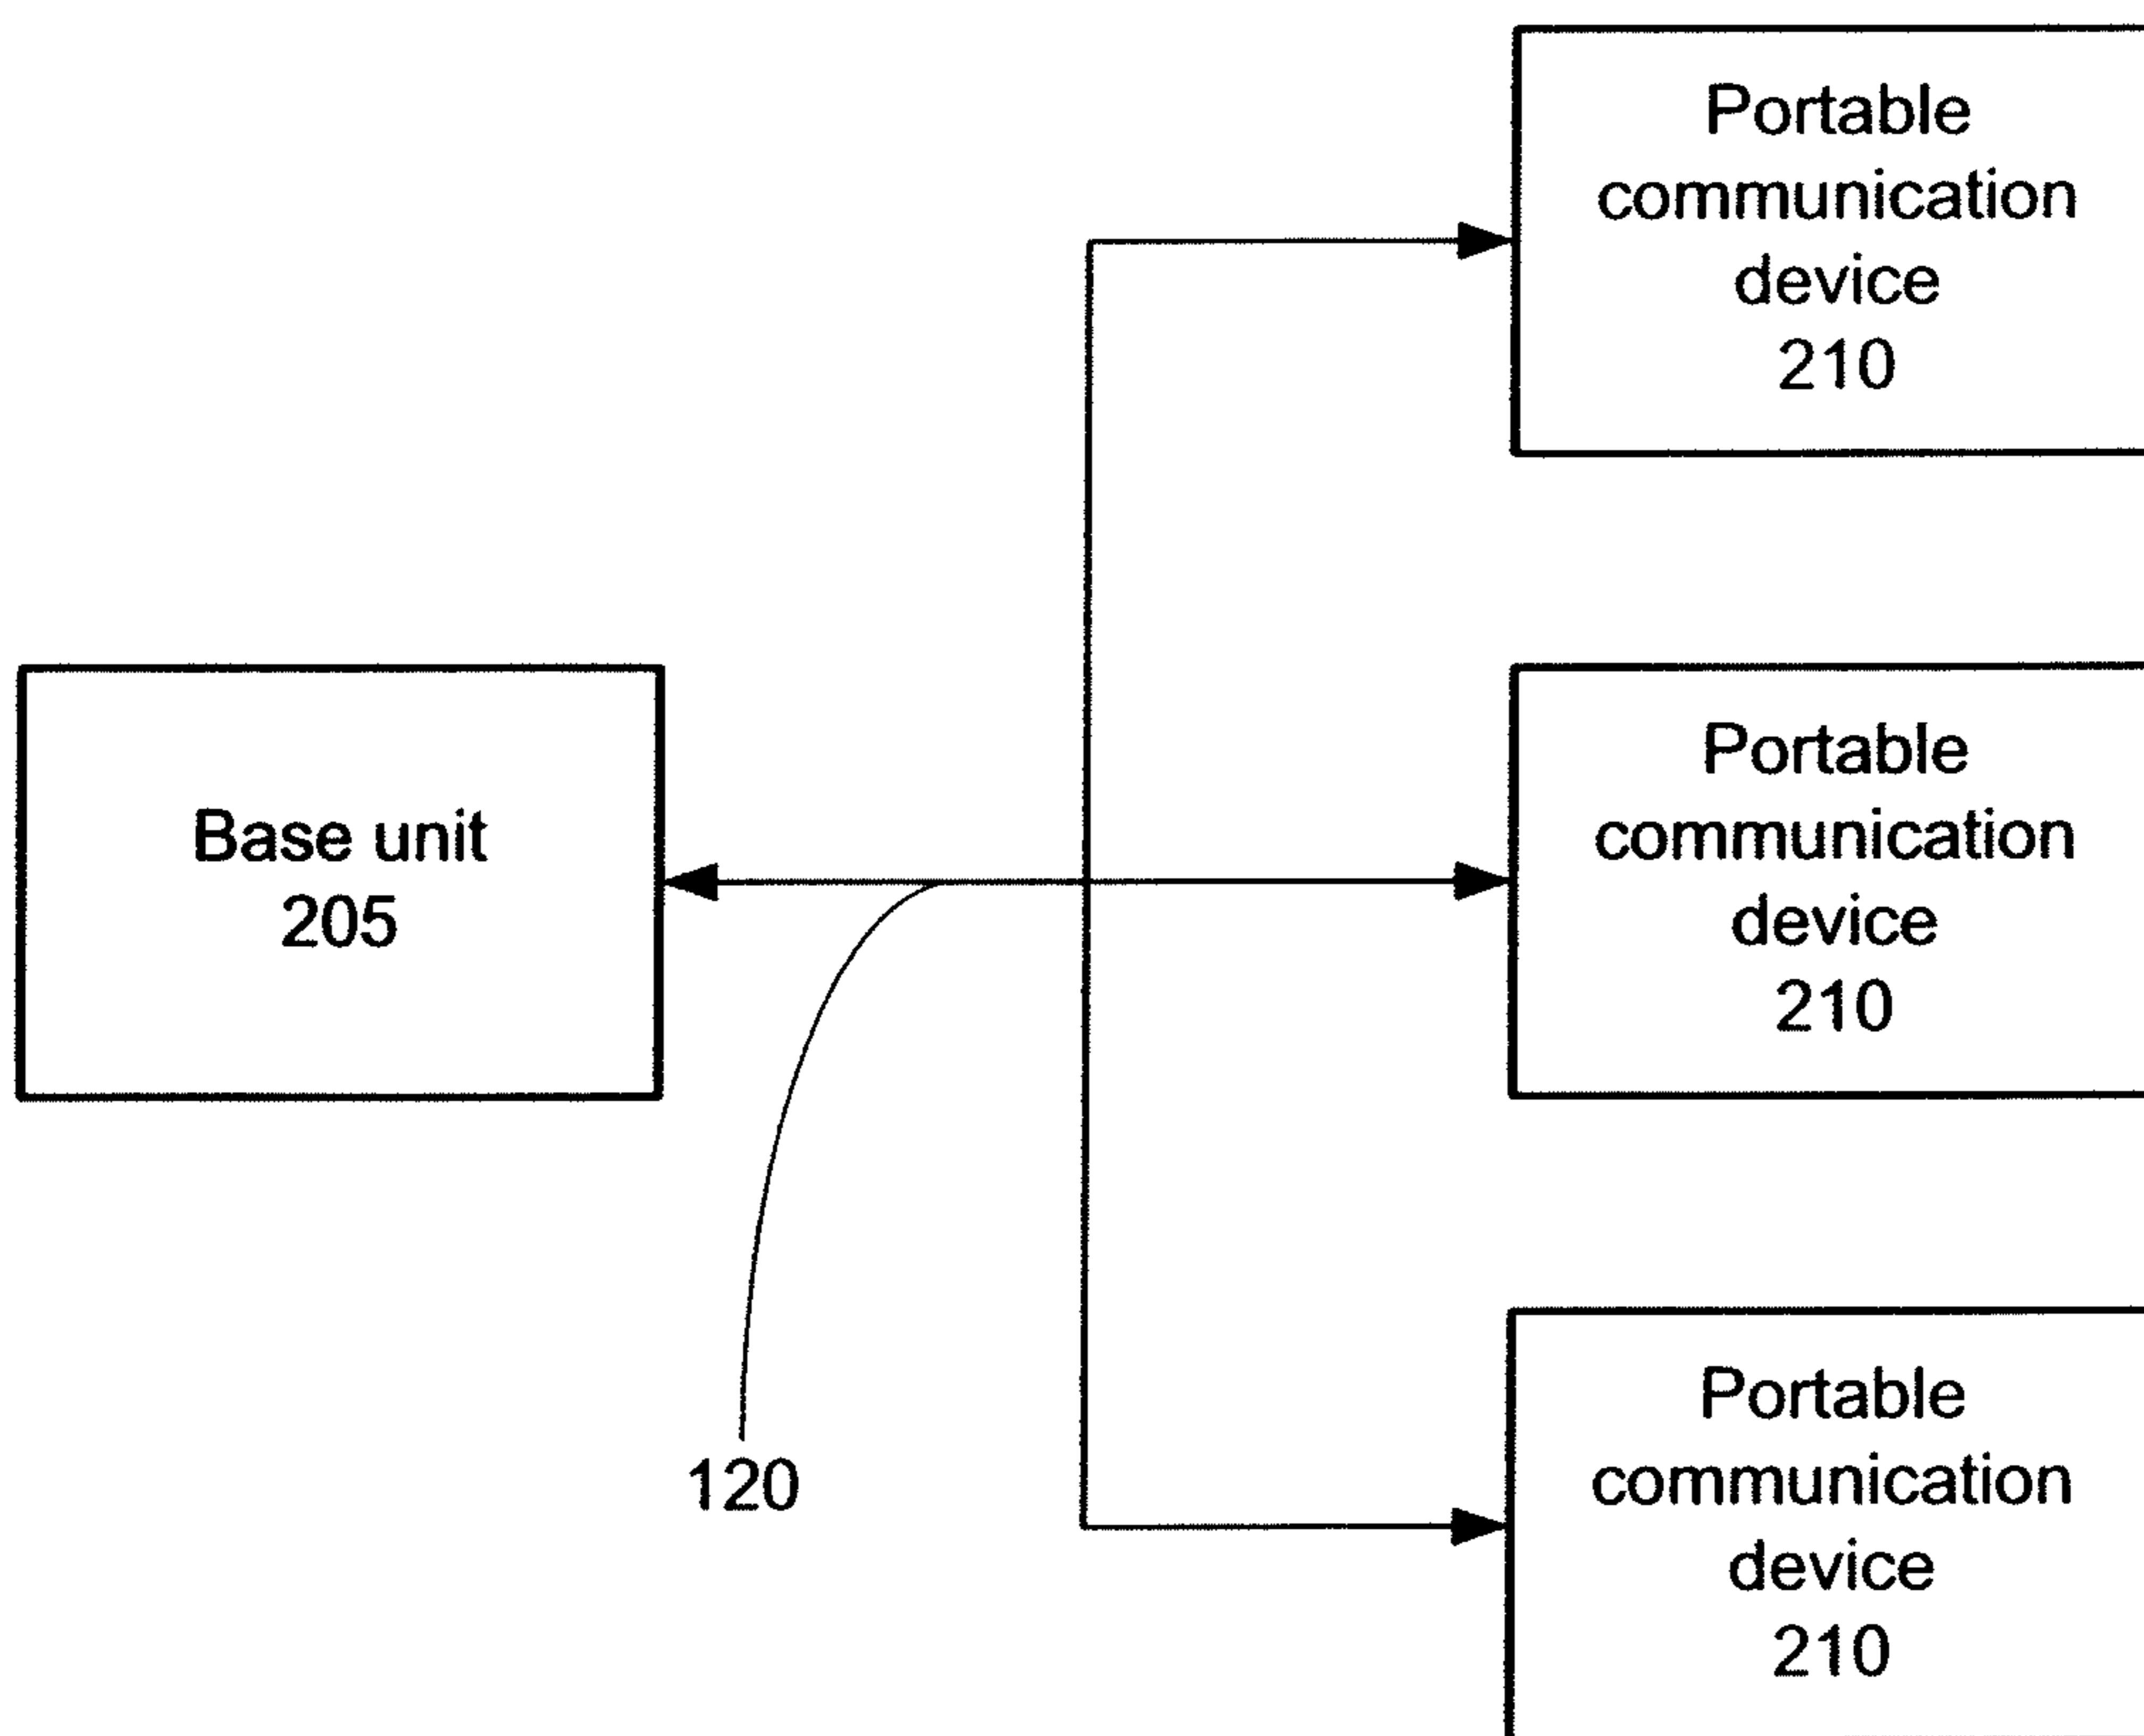 Portable
communication
device
210
Base unit
205
Portable
communication
device
210
120
Portable
communication
device
210